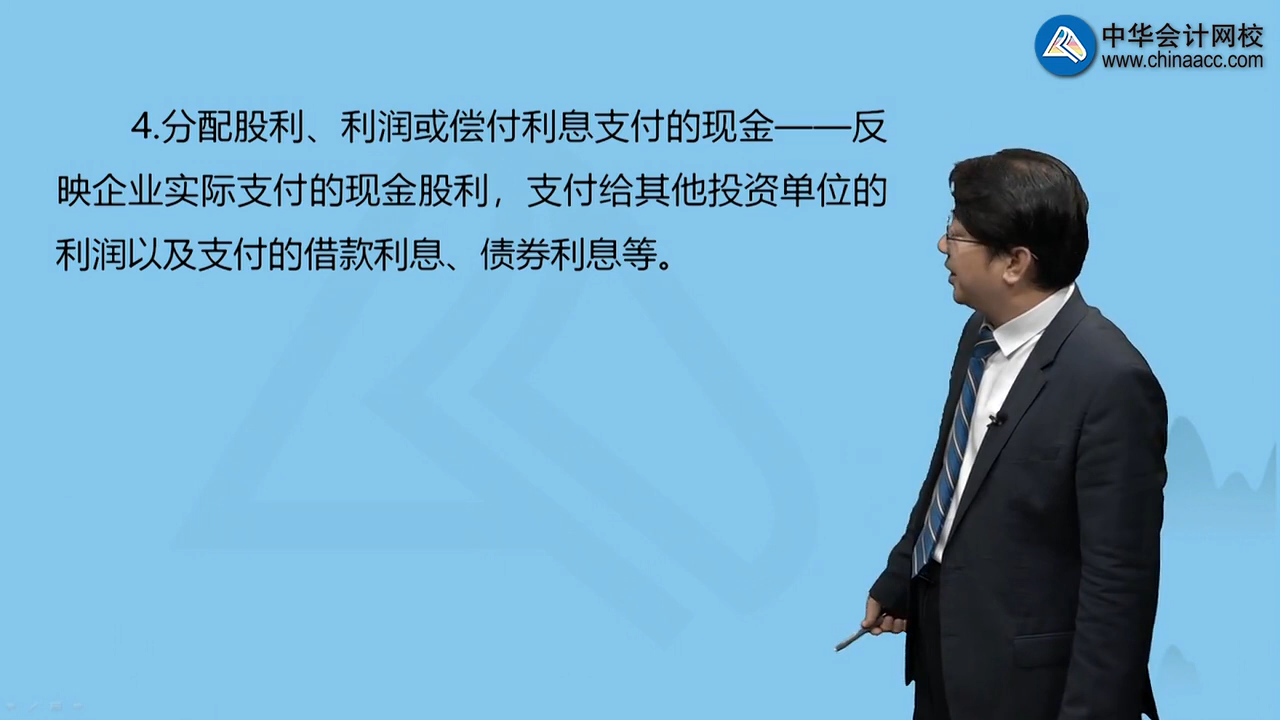 中华会计网校
www.chinaacc.com
4.分配股利、利润或偿付利息支付的现金——反
映企业实际支付的现金股利，支付给其他投资单位的
利润以及支付的借款利息、债券利息等。